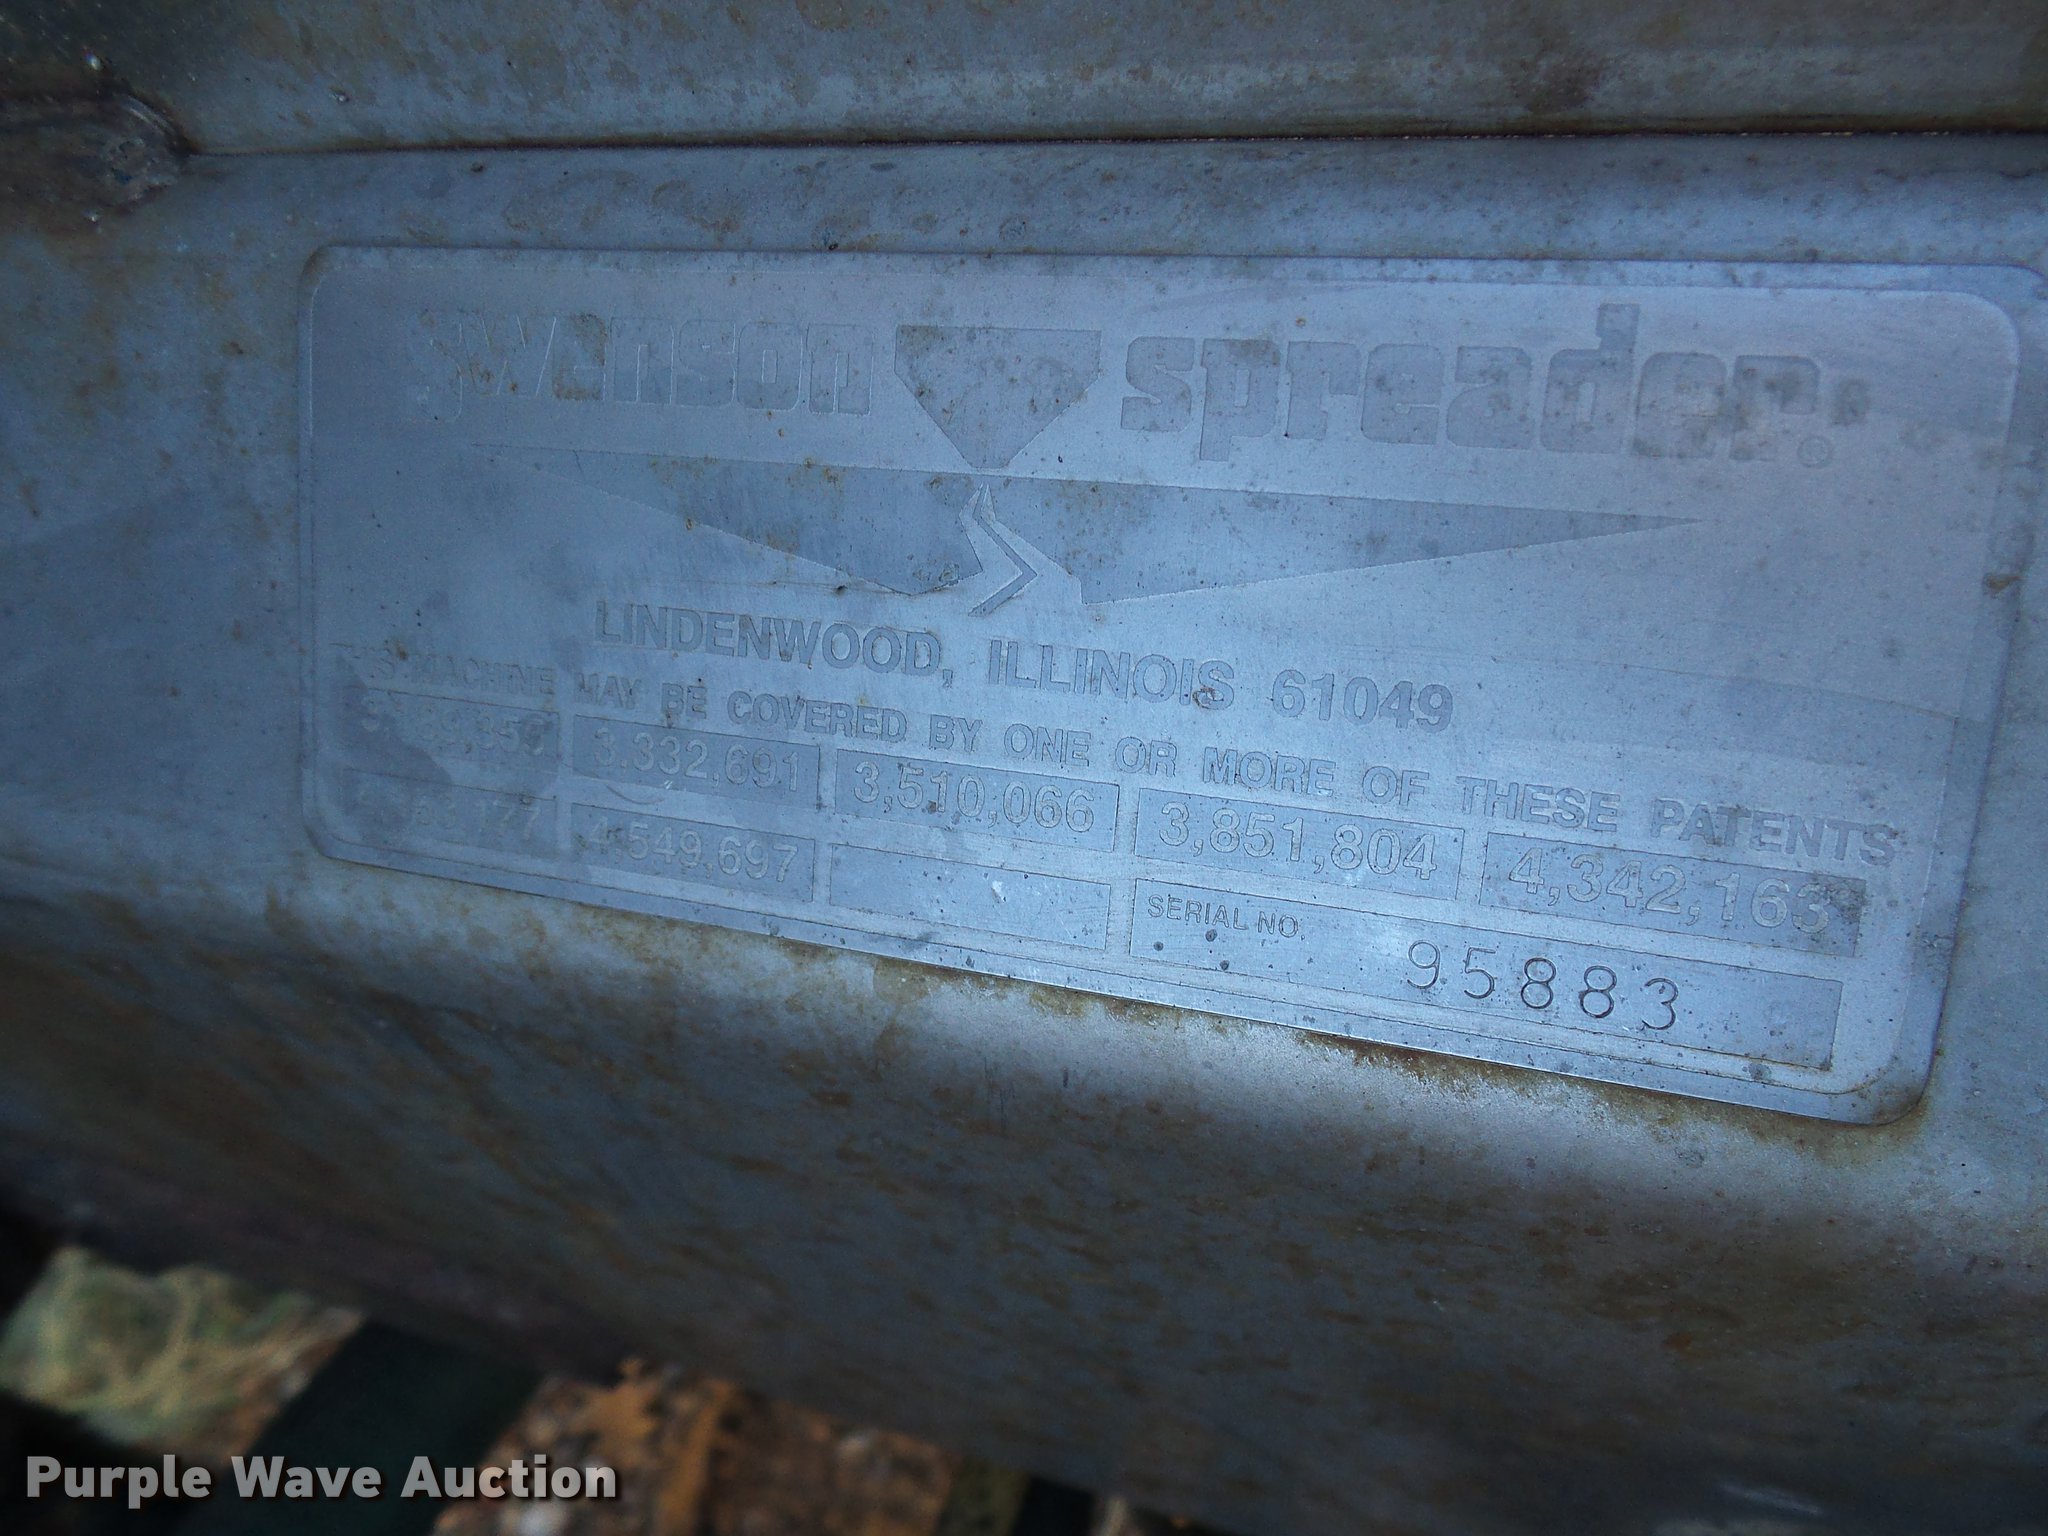 Swenson spreader®
LINDENWOOD, ILLINOIS 61049
THIS MACHINE MAY BE COVERED BY ONE OR MORE OF THESE PATENTS
3,332,691 3,510,066 3,851,804 4,342,163
4,549,697 SERIAL NO. 95883
Purple Wave Auction